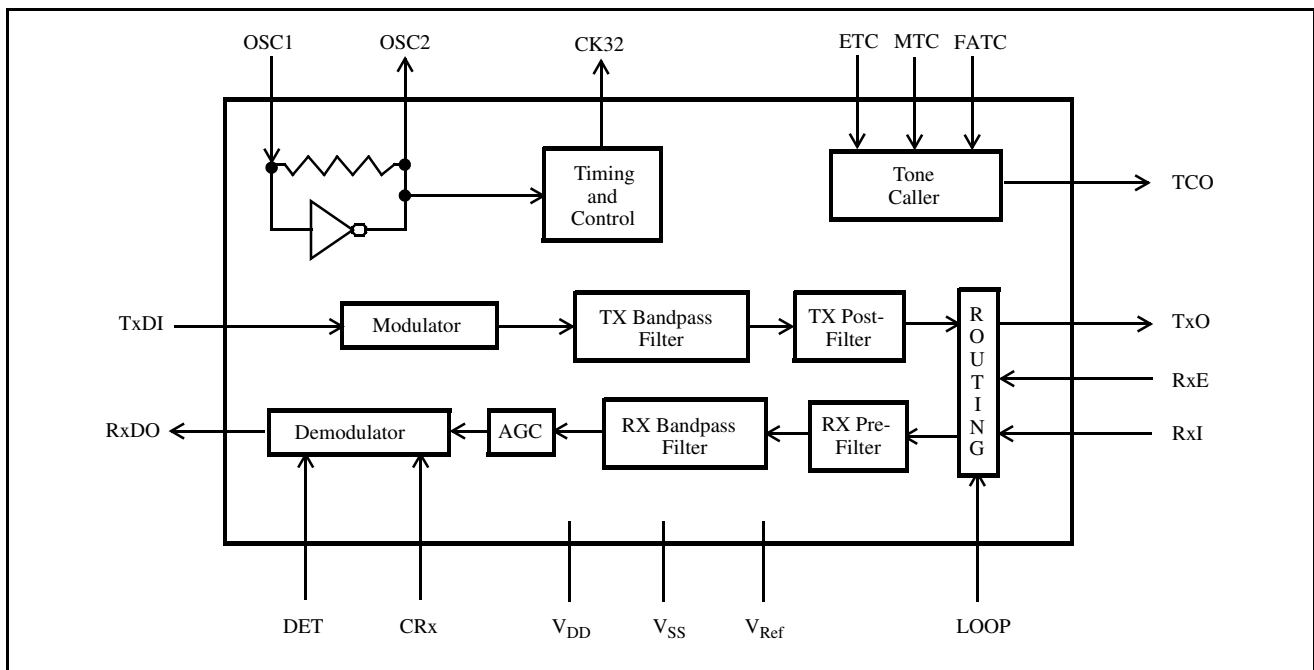 OSC1 OSC2 CK32 ETC MTC FATC
Timing
and
Control
Tone
Caller
TCO
TxDI
Modulator
TX Bandpass
Filter
TX Post-
Filter
ROUTING
TxO
RxE
RxI
RxDO
Demodulator
AGC
RX Bandpass
Filter
RX Pre-
Filter
DET CRx VDD VSS VRef LOOP